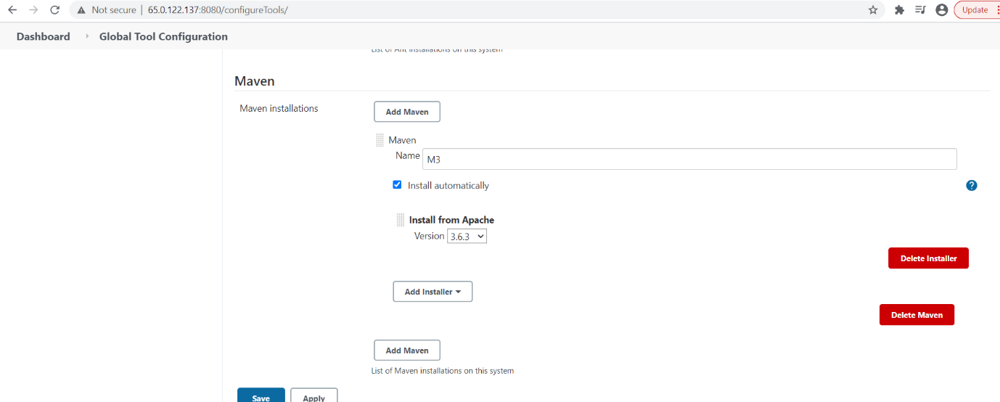 Not secure | 65.0.122.137:8080/configureTools/
Update
Dashboard
Global Tool Configuration
List of Ant installations on this system
Maven
Maven installations
Add Maven
Maven
Name
M3
Install automatically
?
Install from Apache
Version 3.6.3
Delete Installer
Add Installer
Delete Maven
Add Maven
List of Maven installations on this system
Save
Apply